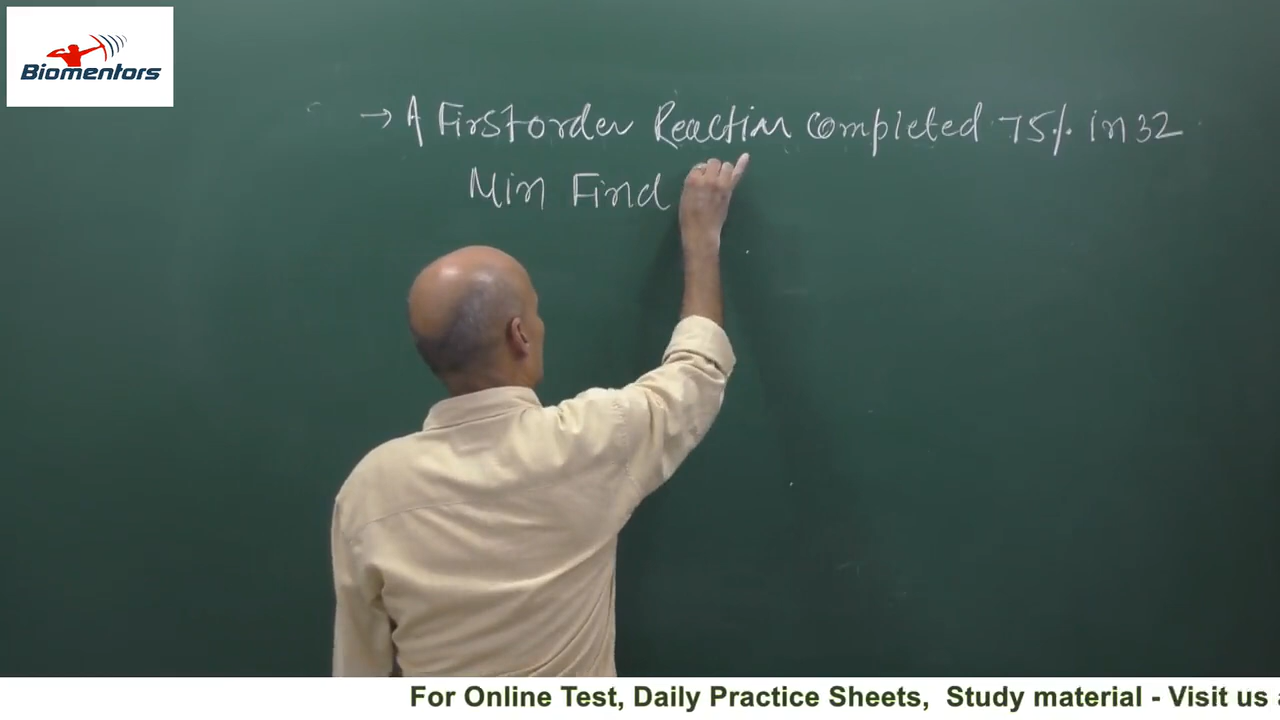 Biomentors
→ A First order Reaction Completed 75% in 32
Min Find
For Online Test, Daily Practice Sheets, Study material - Visit us